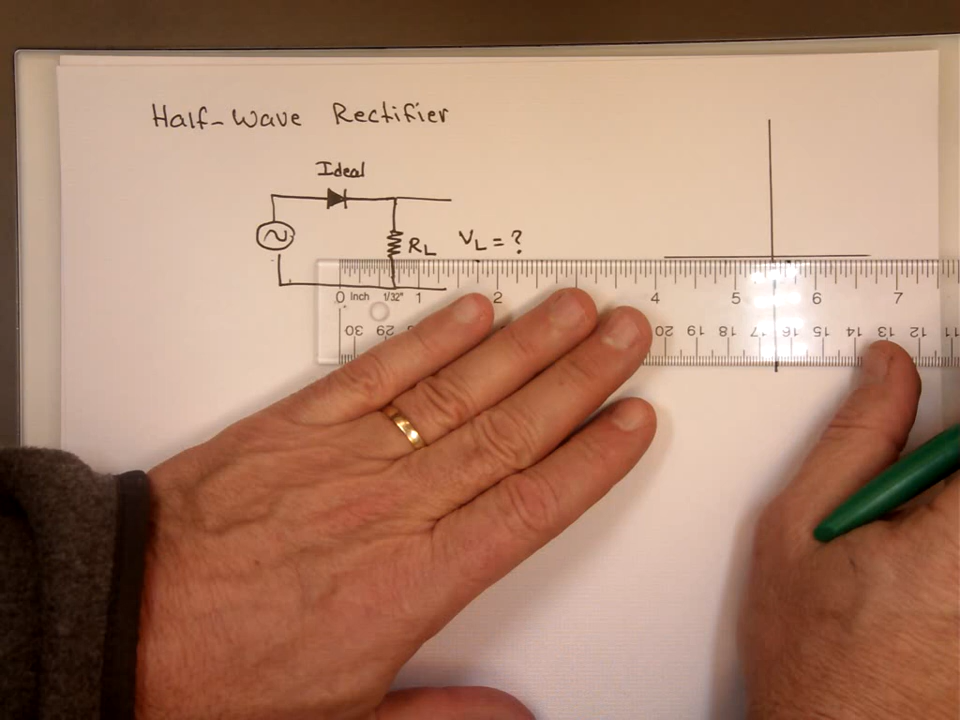 Half-Wave Rectifier
Ideal
RL VL = ?
0 Inch 1/32" 1 2 4 5 6 7
30 29 20 19 18 17 16 15 14 13 12 11